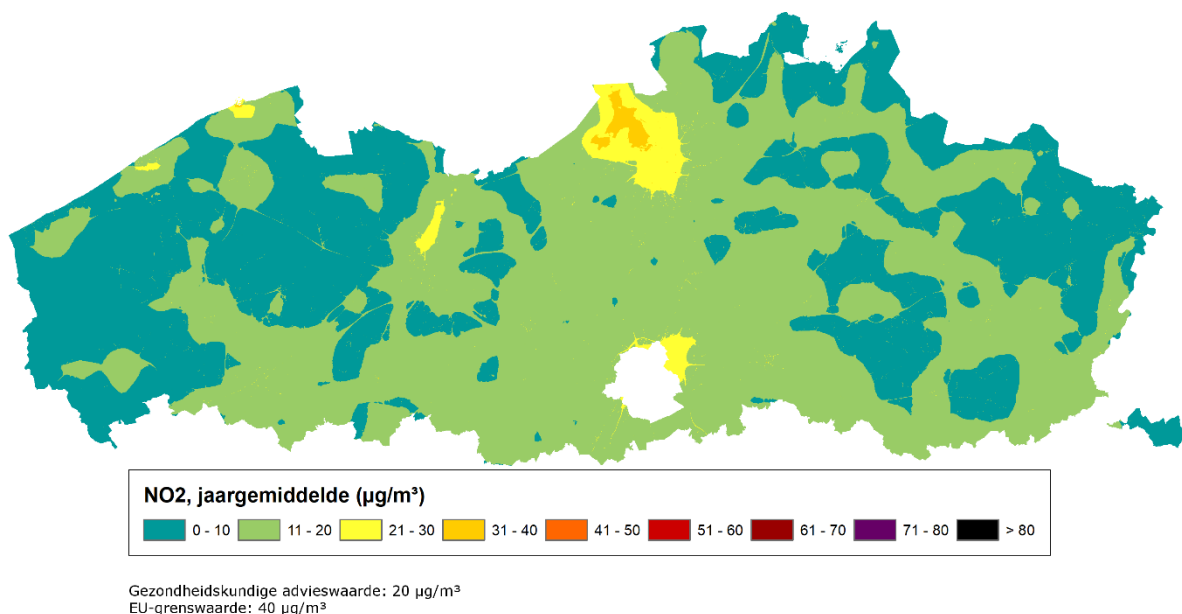 NO2, jaargemiddelde (µg/m³)
0 - 10 11 - 20 21 - 30 31 - 40 41 - 50 51 - 60 61 - 70 71 - 80 > 80
Gezondheidskundige advieswaarde: 20 µg/m³
EU-grenswaarde: 40 µg/m³